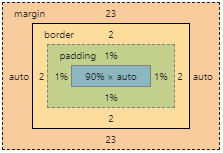 margin 23
border 2
padding 1%
auto 2 1% 90% × auto 1% 2 auto
1%
2
23